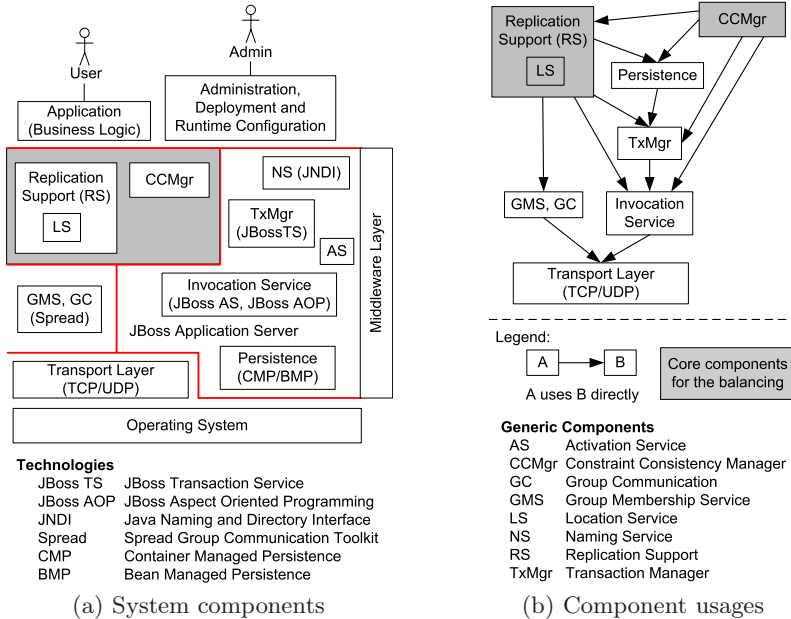 User
Admin
Application
(Business Logic)
Administration,
Deployment and
Runtime Configuration
Replication
Support (RS)
LS
CCMgr
NS (JNDI)
TxMgr
(JBossTS)
AS
Invocation Service
(JBoss AS, JBoss AOP)
GMS, GC
(Spread)
JBoss Application Server
Persistence
(CMP/BMP)
Transport Layer
(TCP/UDP)
Middleware Layer
Operating System
Technologies
JBoss TS JBoss Transaction Service
JBoss AOP JBoss Aspect Oriented Programming
JNDI Java Naming and Directory Interface
Spread Spread Group Communication Toolkit
CMP Container Managed Persistence
BMP Bean Managed Persistence
(a) System components
Replication
Support (RS)
LS
CCMgr
Persistence
TxMgr
GMS, GC
Invocation
Service
Transport Layer
(TCP/UDP)
Legend:
A
B
A uses B directly
Core components
for the balancing
Generic Components
AS Activation Service
CCMgr Constraint Consistency Manager
GC Group Communication
GMS Group Membership Service
LS Location Service
NS Naming Service
RS Replication Support
TxMgr Transaction Manager
(b) Component usages